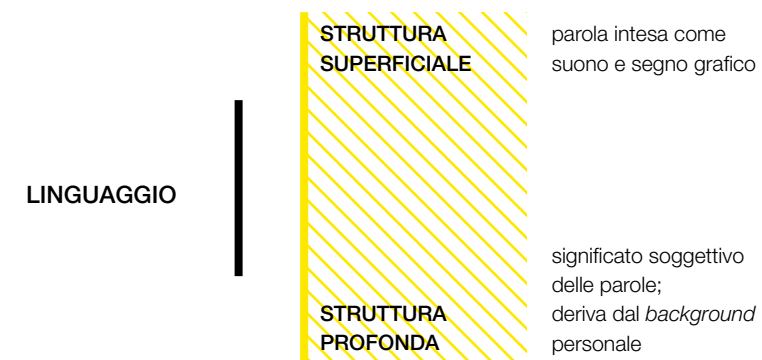 STRUTTURA
SUPERFICIALE
parola intesa come
suono e segno grafico
LINGUAGGIO
significato soggettivo
delle parole;
deriva dal background
personale
STRUTTURA
PROFONDA